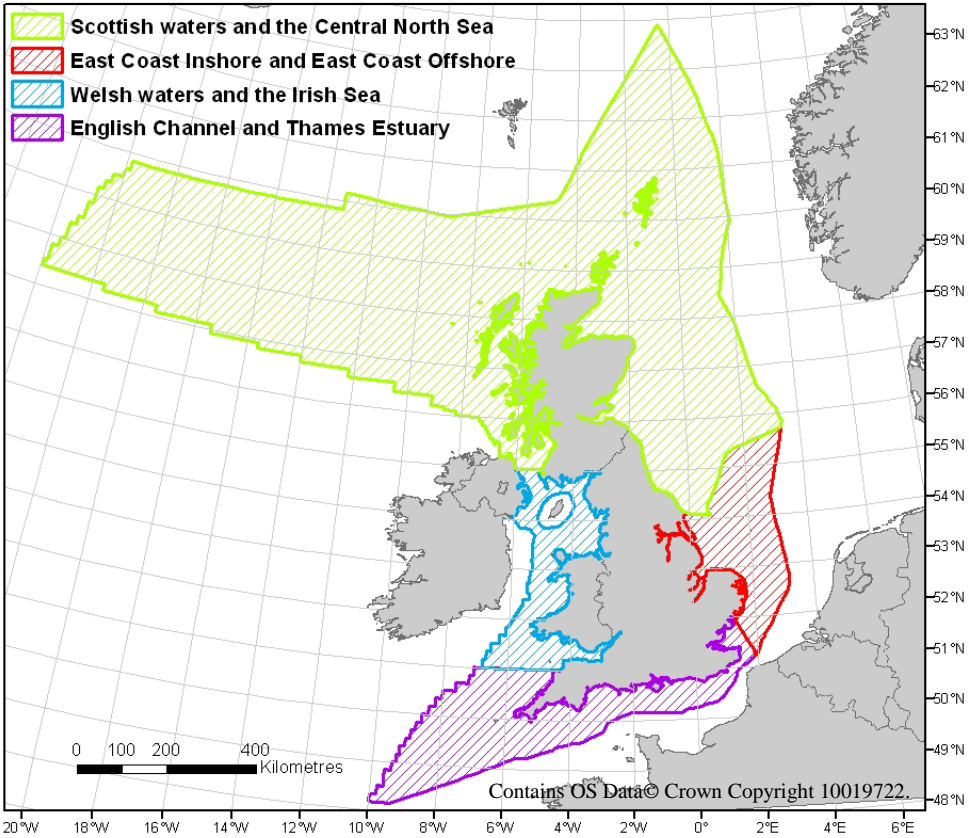 Scottish waters and the Central North Sea
East Coast Inshore and East Coast Offshore
Welsh waters and the Irish Sea
English Channel and Thames Estuary
63°N
62°N
61°N
60°N
59°N
58°N
57°N
56°N
55°N
54°N
53°N
52°N
51°N
50°N
49°N
48°N
0 100 200 400
Kilometres
Contains OS Data© Crown Copyright 10019722.
20°W 18°W 16°W 14°W 12°W 10°W 8°W 6°W 4°W 2°W 0° 2°E 4°E 6°E